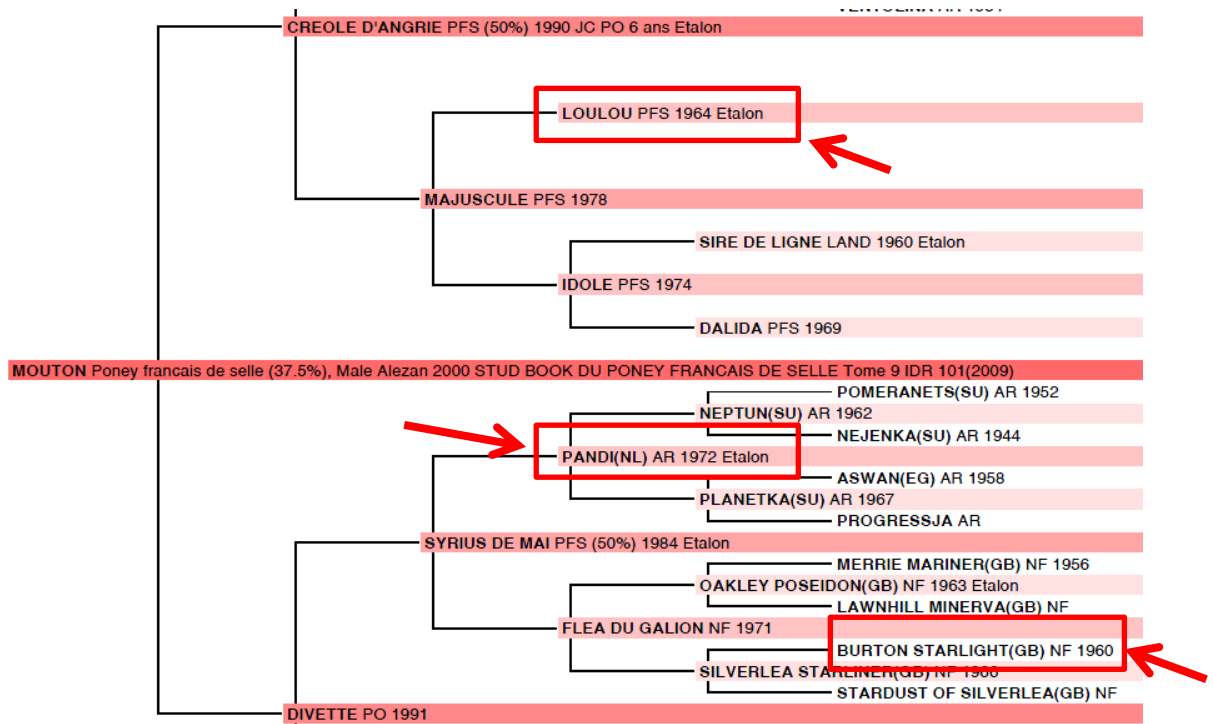 VENTOLINA AR 1984
CREOLE D'ANGRIE PFS (50%) 1990 JC PO 6 ans Etalon
LOULOU PFS 1964 Etalon
MAJUSCULE PFS 1978
SIRE DE LIGNE LAND 1960 Etalon
IDOLE PFS 1974
DALIDA PFS 1969
MOUTON Poney francais de selle (37.5%), Male Alezan 2000 STUD BOOK DU PONEY FRANCAIS DE SELLE Tome 9 IDR 101(2009)
POMERANETS(SU) AR 1952
NEPTUN(SU) AR 1962
NEJENKA(SU) AR 1944
PANDI(NL) AR 1972 Etalon
ASWAN(EG) AR 1958
PLANETKA(SU) AR 1967
PROGRESSJA AR
SYRIUS DE MAI PFS (50%) 1984 Etalon
MERRIE MARINER(GB) NF 1956
OAKLEY POSEIDON(GB) NF 1963 Etalon
LAWNHILL MINERVA(GB) NF
FLEA DU GALION NF 1971
BURTON STARLIGHT(GB) NF 1960
SILVERLEA STARLINER(GB) NF
STARDUST OF SILVERLEA(GB) NF
DIVETTE PO 1991